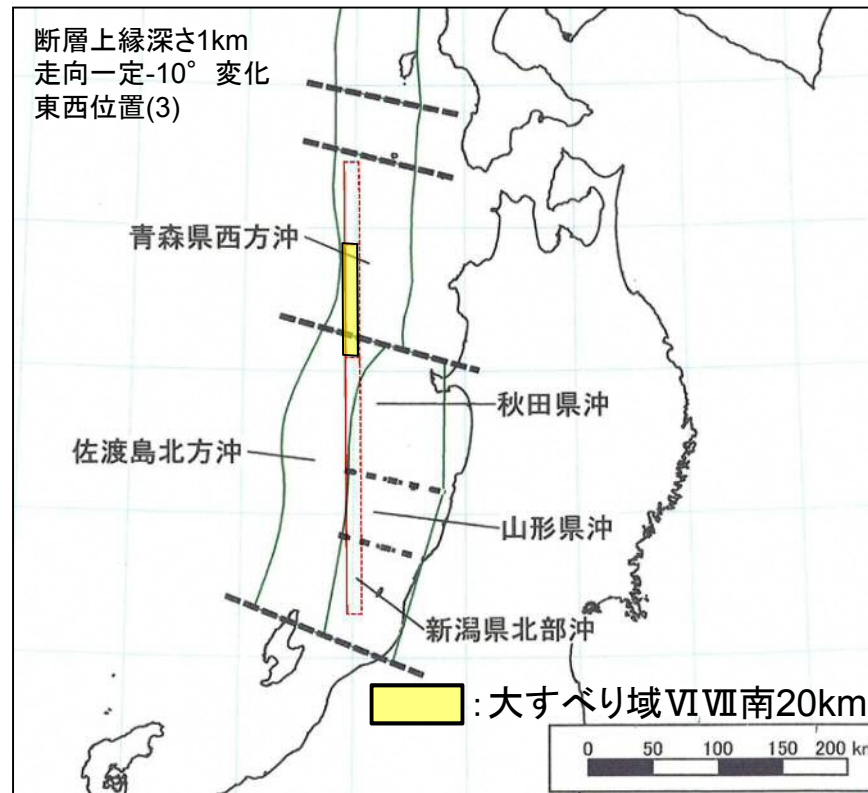 断層上縁深さ1km
走向一定-10° 変化
東西位置(3)
青森県西方沖
秋田県沖
佐渡島北方沖
山形県沖
新潟県北部沖
:大すべり域ⅥⅦ南20km
0 50 100 150 200 km